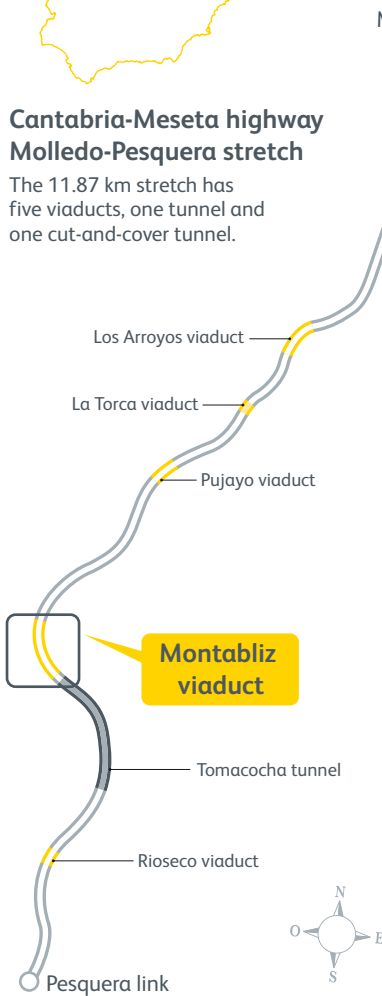 Cantabria-Meseta highway
Molledo-Pesquera stretch
The 11.87 km stretch has
five viaducts, one tunnel and
one cut-and-cover tunnel.
Los Arroyos viaduct
La Torca viaduct
Pujayo viaduct
Montabliz
viaduct
Tomacocha tunnel
Rioseco viaduct
N
O
E
S
Pesquera link